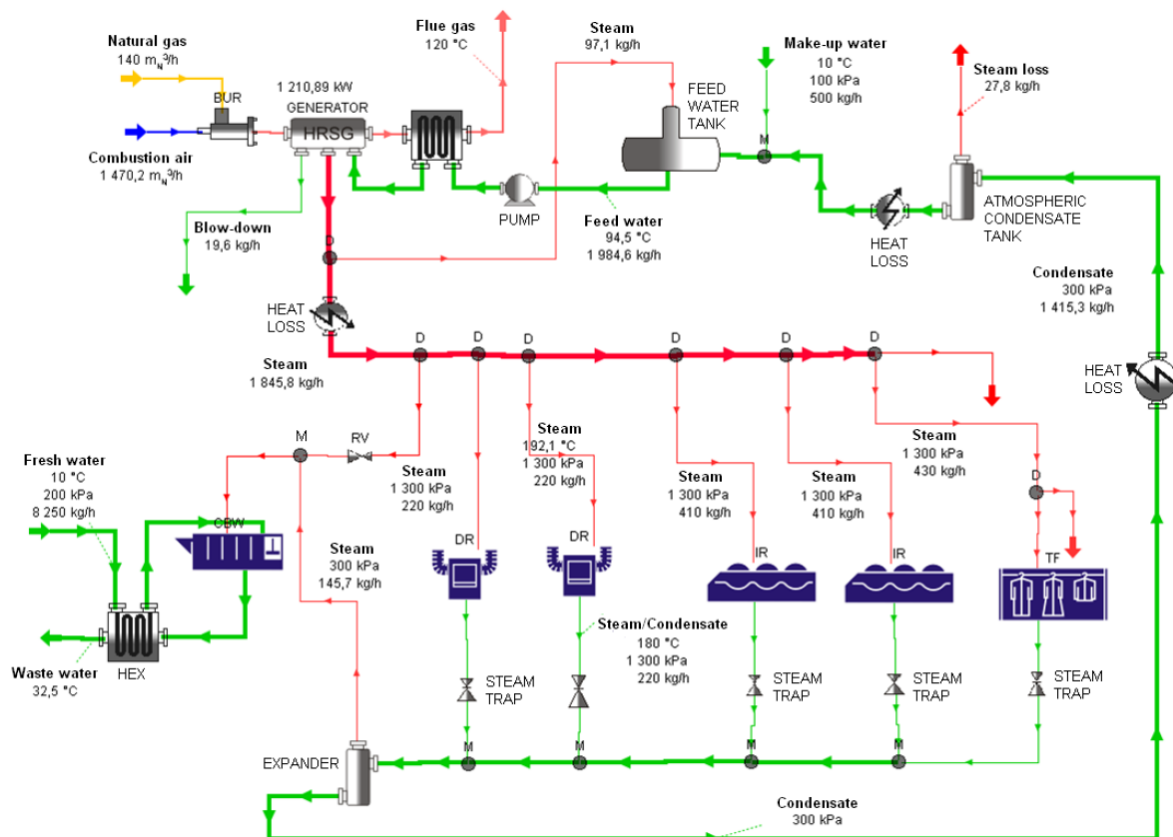 Natural gas
140 m_N³/h
BUR
Combustion air
1 470,2 m_N³/h
1 210,89 kW
GENERATOR
HRSG
Blow-down
19,6 kg/h
Flue gas
120 °C
Steam
97,1 kg/h
PUMP
Feed water
94,5 °C
1 984,6 kg/h
FEED
WATER
TANK
Make-up water
10 °C
100 kPa
500 kg/h
M
Steam loss
27,8 kg/h
HEAT
LOSS
ATMOSPHERIC
CONDENSATE
TANK
Condensate
300 kPa
1 415,3 kg/h
HEAT
LOSS
D
HEAT
LOSS
Steam
1 845,8 kg/h
D
D
D
D
D
D
M
RV
Steam
1 300 kPa
220 kg/h
Steam
192,1 °C
1 300 kPa
220 kg/h
Steam
1 300 kPa
410 kg/h
Steam
1 300 kPa
410 kg/h
Steam
1 300 kPa
430 kg/h
D
Fresh water
10 °C
200 kPa
8 250 kg/h
CBW
Steam
300 kPa
145,7 kg/h
DR
DR
IR
IR
TF
HEX
Waste water
32,5 °C
Steam/Condensate
180 °C
1 300 kPa
220 kg/h
STEAM
TRAP
STEAM
TRAP
STEAM
TRAP
STEAM
TRAP
M
M
M
M
EXPANDER
Condensate
300 kPa